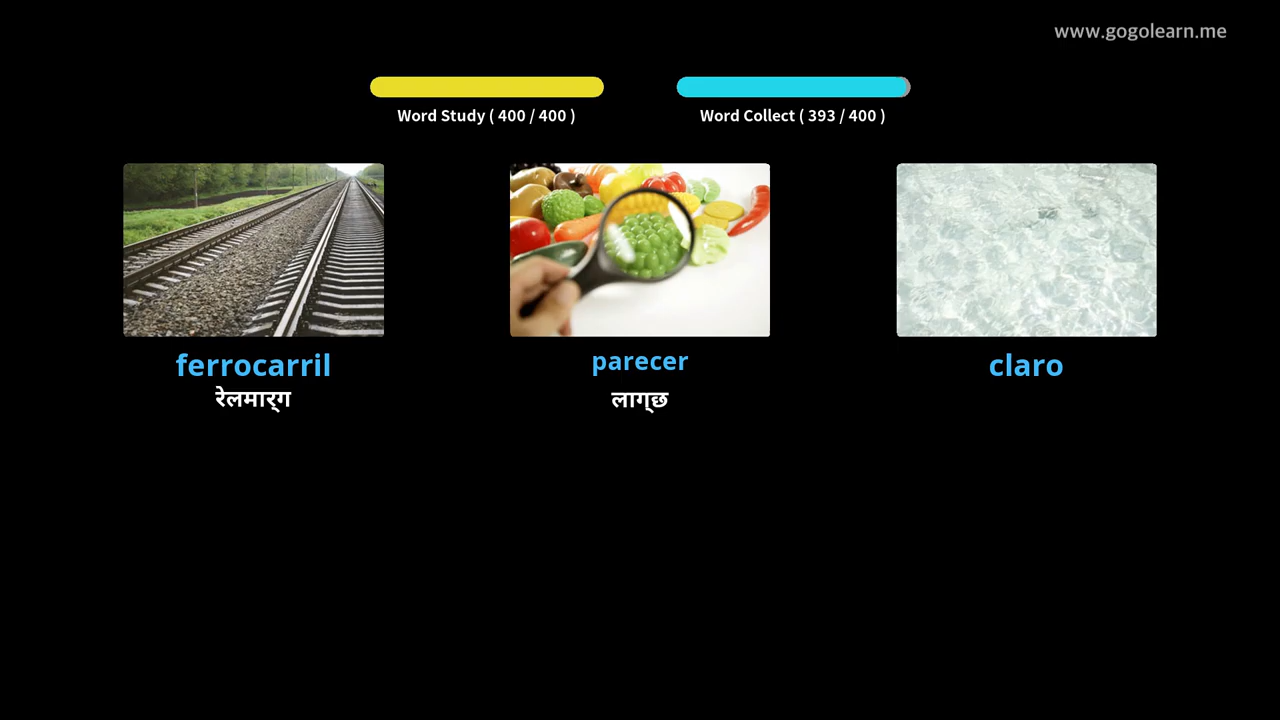 www.gogolearn.me
Word Study ( 400 / 400 )
Word Collect ( 393 / 400 )
ferrocarril
parecer
claro
रेलमार्ग
लाग्छ